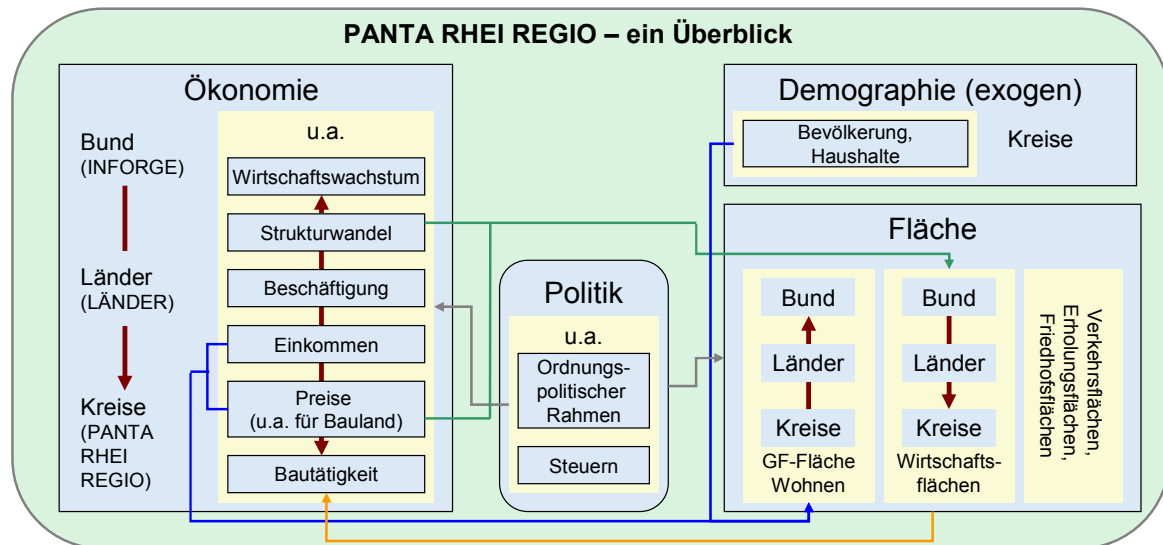 PANTA RHEI REGIO – ein Überblick
Ökonomie
Bund
(INFORGE)
Länder
(LÄNDER)
Kreise
(PANTA
RHEI
REGIO)
u.a.
Wirtschaftswachstum
Strukturwandel
Beschäftigung
Einkommen
Preise
(u.a. für Bauland)
Bautätigkeit
Politik
u.a.
Ordnungs-
politischer
Rahmen
Steuern
Demographie (exogen)
Bevölkerung,
Haushalte
Kreise
Fläche
Bund
Länder
Kreise
GF-Fläche
Wohnen
Bund
Länder
Kreise
Wirtschafts-
flächen
Verkehrsflächen,
Erholungsflächen,
Friedhofsflächen